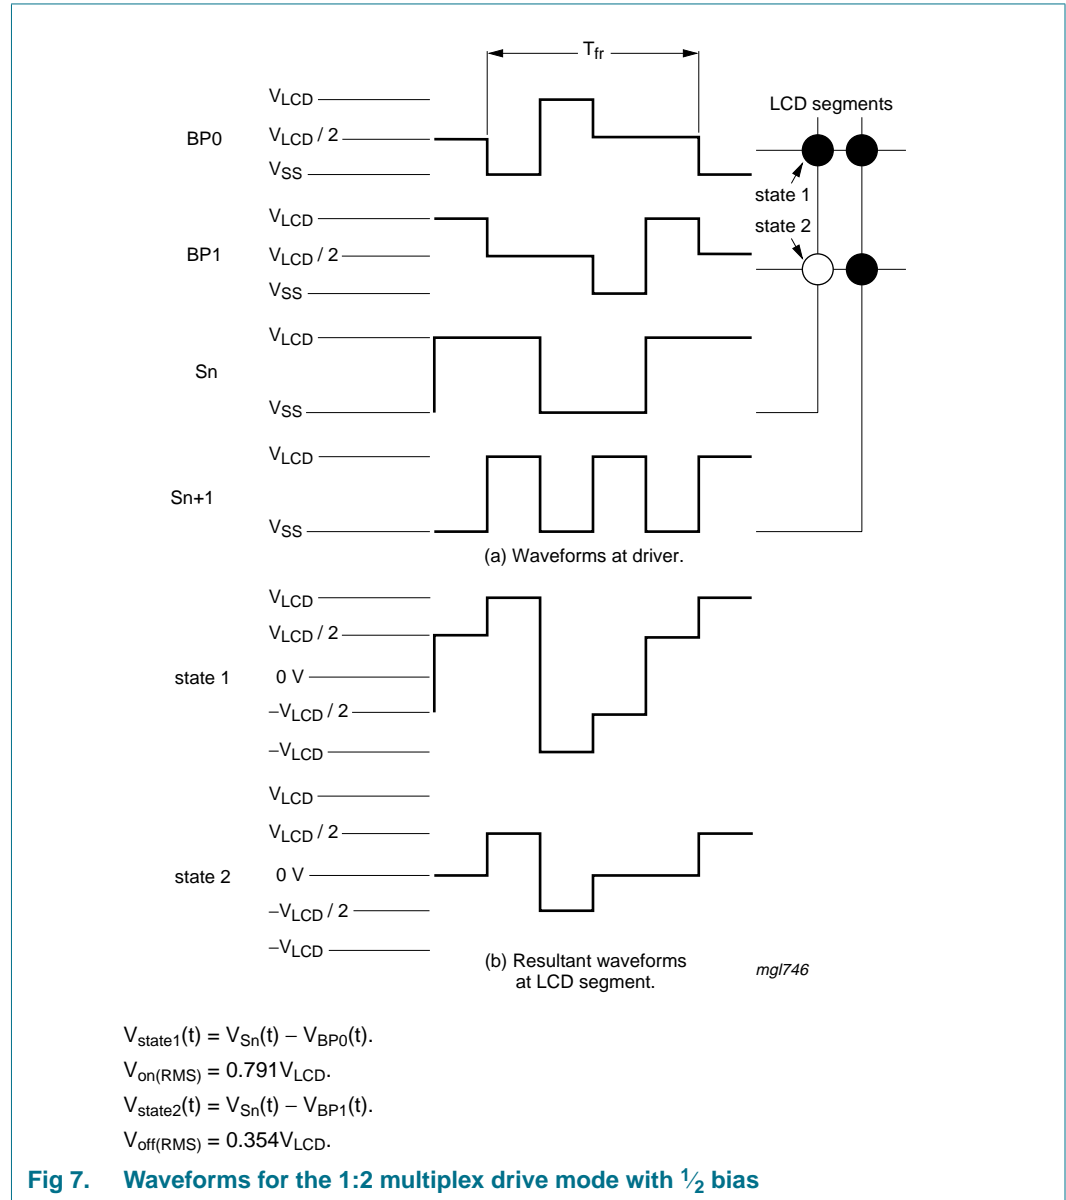 Tfr
VLCD
LCD segments
BP0
VLCD / 2
VSS
state 1
VLCD
state 2
BP1
VLCD / 2
VSS
VLCD
Sn
VSS
VLCD
Sn+1
VSS
(a) Waveforms at driver.
VLCD
VLCD / 2
state 1
0 V
−VLCD / 2
−VLCD
VLCD
VLCD / 2
state 2
0 V
−VLCD / 2
−VLCD
(b) Resultant waveforms
at LCD segment.
mgl746
Vstate1(t) = VSn(t) − VBP0(t).
Von(RMS) = 0.791VLCD.
Vstate2(t) = VSn(t) − VBP1(t).
Voff(RMS) = 0.354VLCD.
Fig 7. Waveforms for the 1:2 multiplex drive mode with 1⁄2 bias